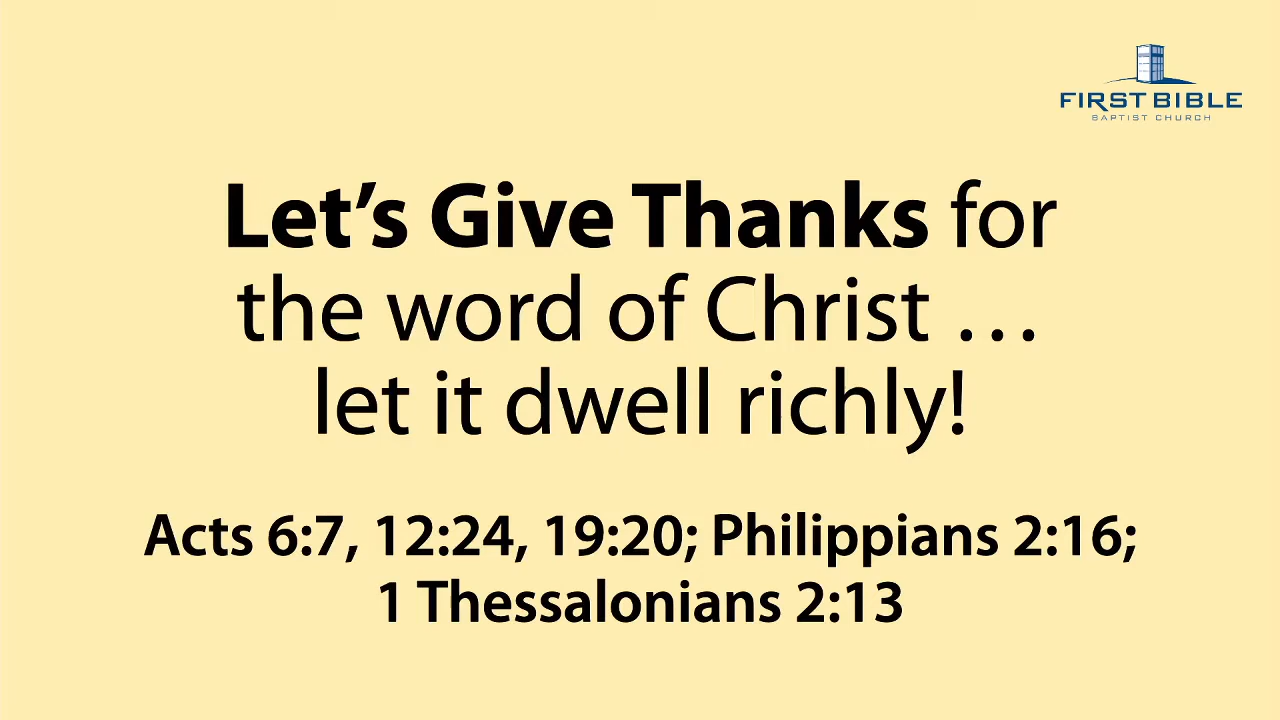 FIRST BIBLE
BAPTIST CHURCH
Let’s Give Thanks for
the word of Christ …
let it dwell richly!
Acts 6:7, 12:24, 19:20; Philippians 2:16;
1 Thessalonians 2:13